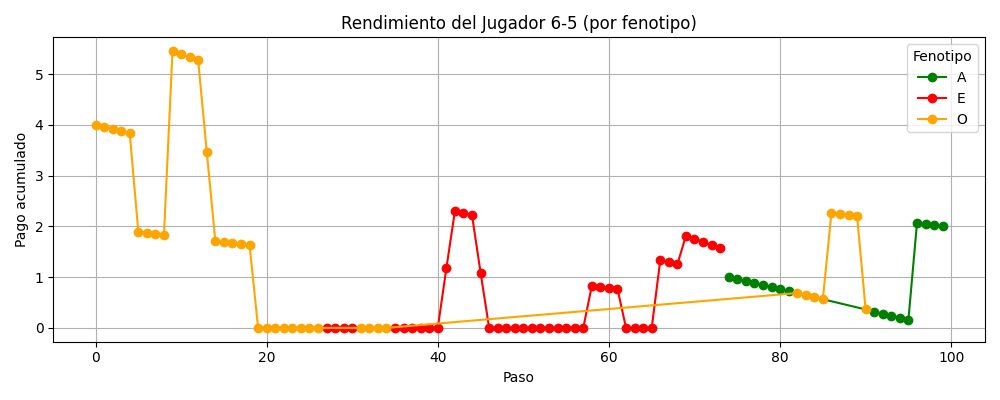 Rendimiento del Jugador 6-5 (por fenotipo)
Pago acumulado
5
4
3
2
1
0
0 20 40 60 80 100
Paso
Fenotipo
A
E
O